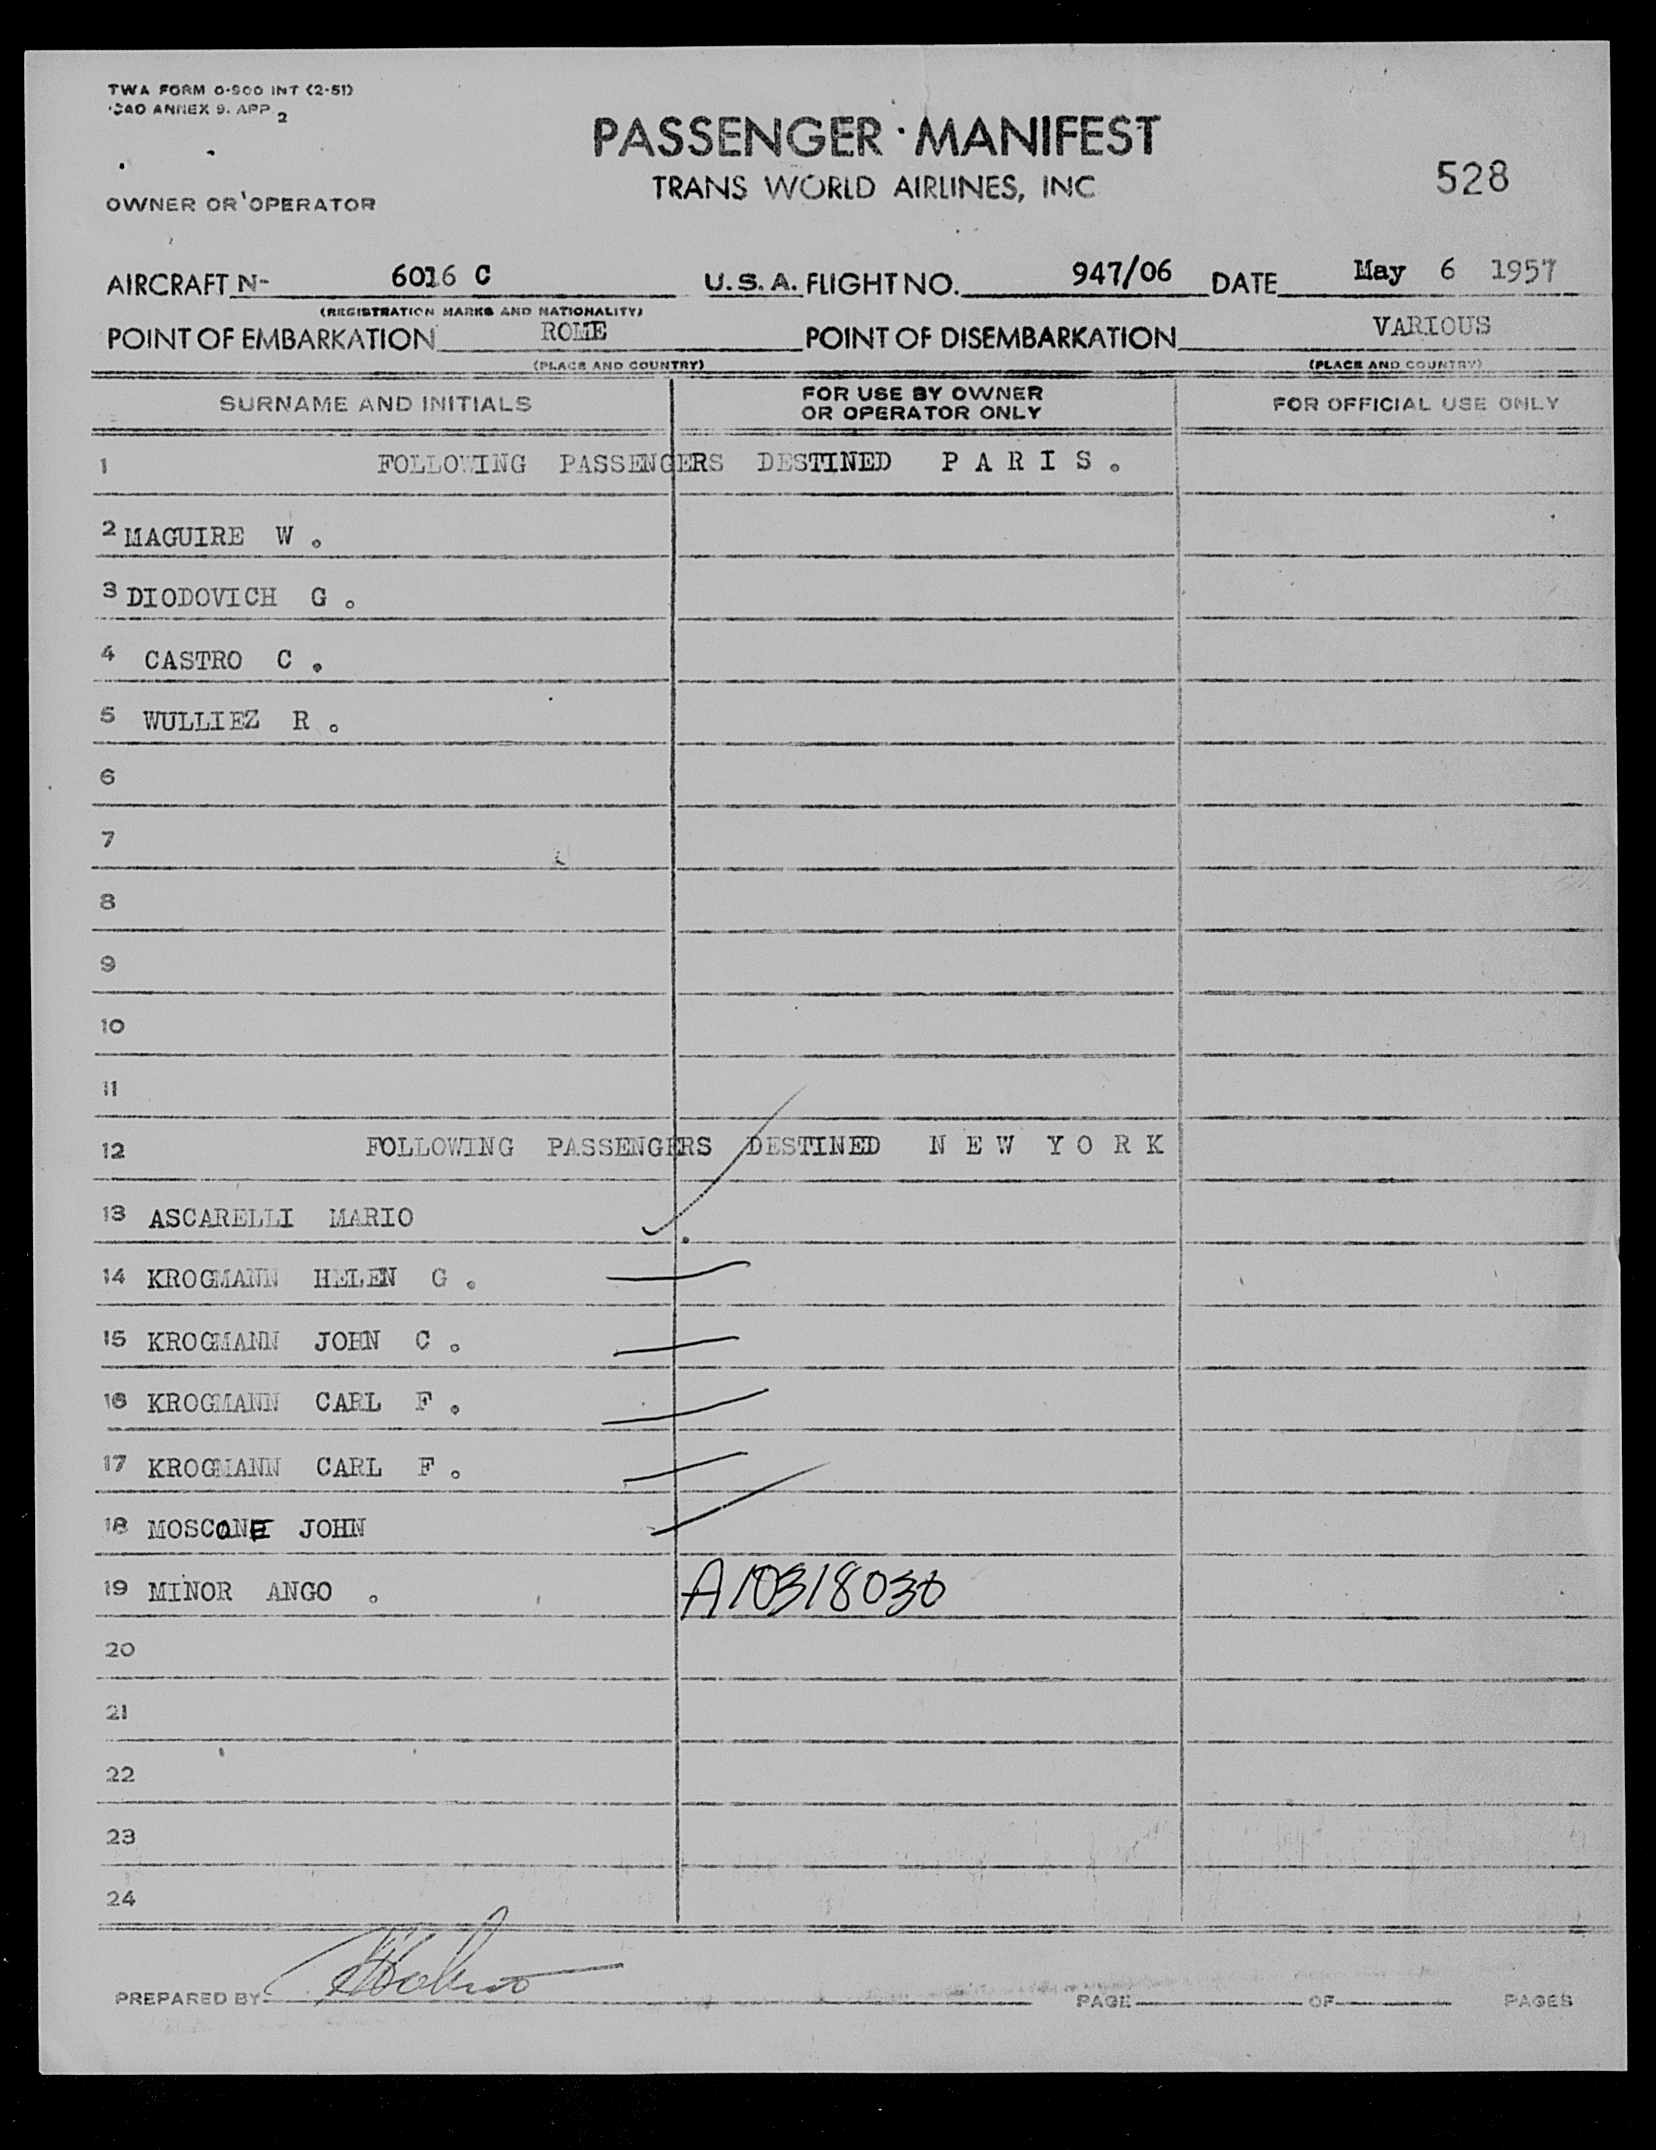 TWA FORM O-900 INT (2-51)
ICAO ANNEX 9. APP 2
PASSENGER MANIFEST
TRANS WORLD AIRLINES, INC
528
OWNER OR OPERATOR
AIRCRAFT N- 6016 C U.S.A. FLIGHT NO. 947/06 DATE May 6 1957
(REGISTRATION MARKS AND NATIONALITY)
POINT OF EMBARKATION ROME POINT OF DISEMBARKATION VARIOUS
(PLACE AND COUNTRY) (PLACE AND COUNTRY)
SURNAME AND INITIALS FOR USE BY OWNER OR OPERATOR ONLY FOR OFFICIAL USE ONLY
1 FOLLOWING PASSENGERS DESTINED P A R I S .
2 MAGUIRE W .
3 DIODOVICH G .
4 CASTRO C .
5 WULLIEZ R .
6
7
8
9
10
11
12 FOLLOWING PASSENGERS DESTINED N E W Y O R K
13 ASCARELLI MARIO
14 KROGMANN HELEN G .
15 KROGMANN JOHN C .
16 KROGMANN CARL F .
17 KROGMANN CARL F .
18 MOSCONE JOHN
19 MINOR ANGO . A10318030
20
21
22
23
24
PREPARED BY PAGE OF PAGES